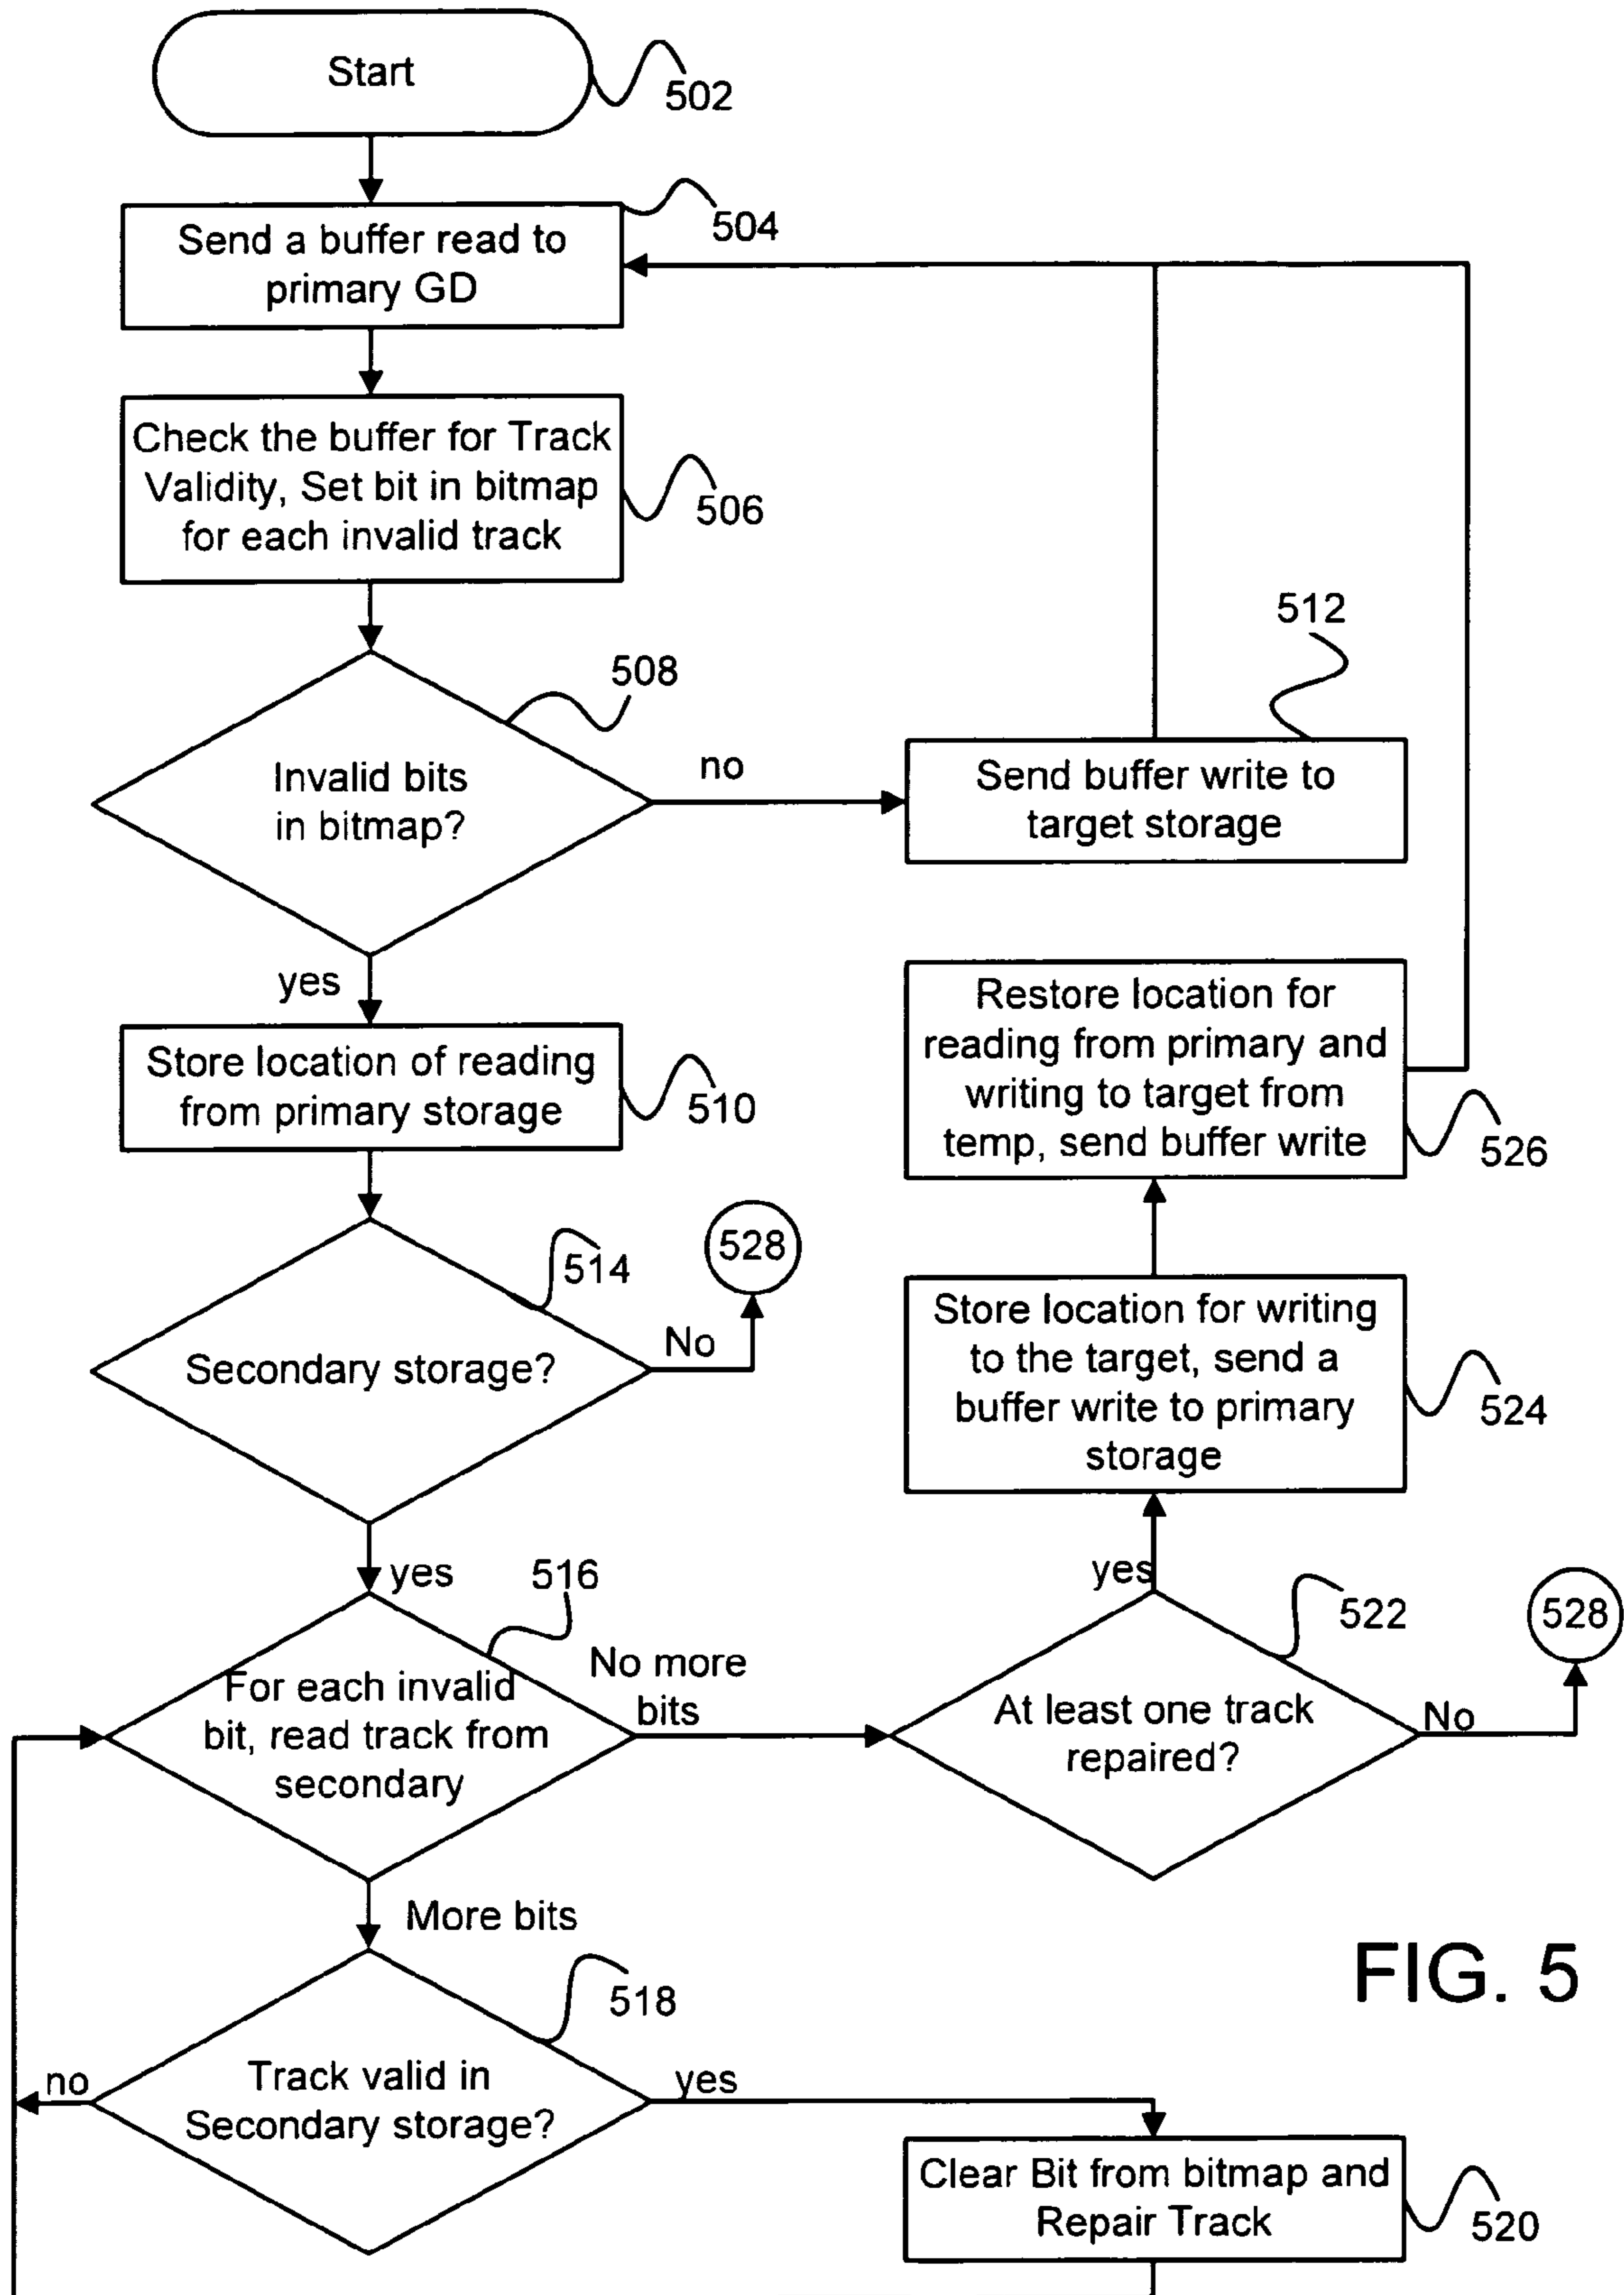 Start
502
Send a buffer read to
primary GD
504
Check the buffer for Track
Validity, Set bit in bitmap
for each invalid track
506
508
Invalid bits
in bitmap?
no
512
Send buffer write to
target storage
yes
Store location of reading
from primary storage
510
Restore location for
reading from primary and
writing to target from
temp, send buffer write
526
514
528
Secondary storage?
No
Store location for writing
to the target, send a
buffer write to primary
storage
524
yes
516
For each invalid
bit, read track from
secondary
No more
bits
yes
522
528
At least one track
repaired?
No
More bits
FIG. 5
518
Track valid in
Secondary storage?
no
yes
Clear Bit from bitmap and
Repair Track
520